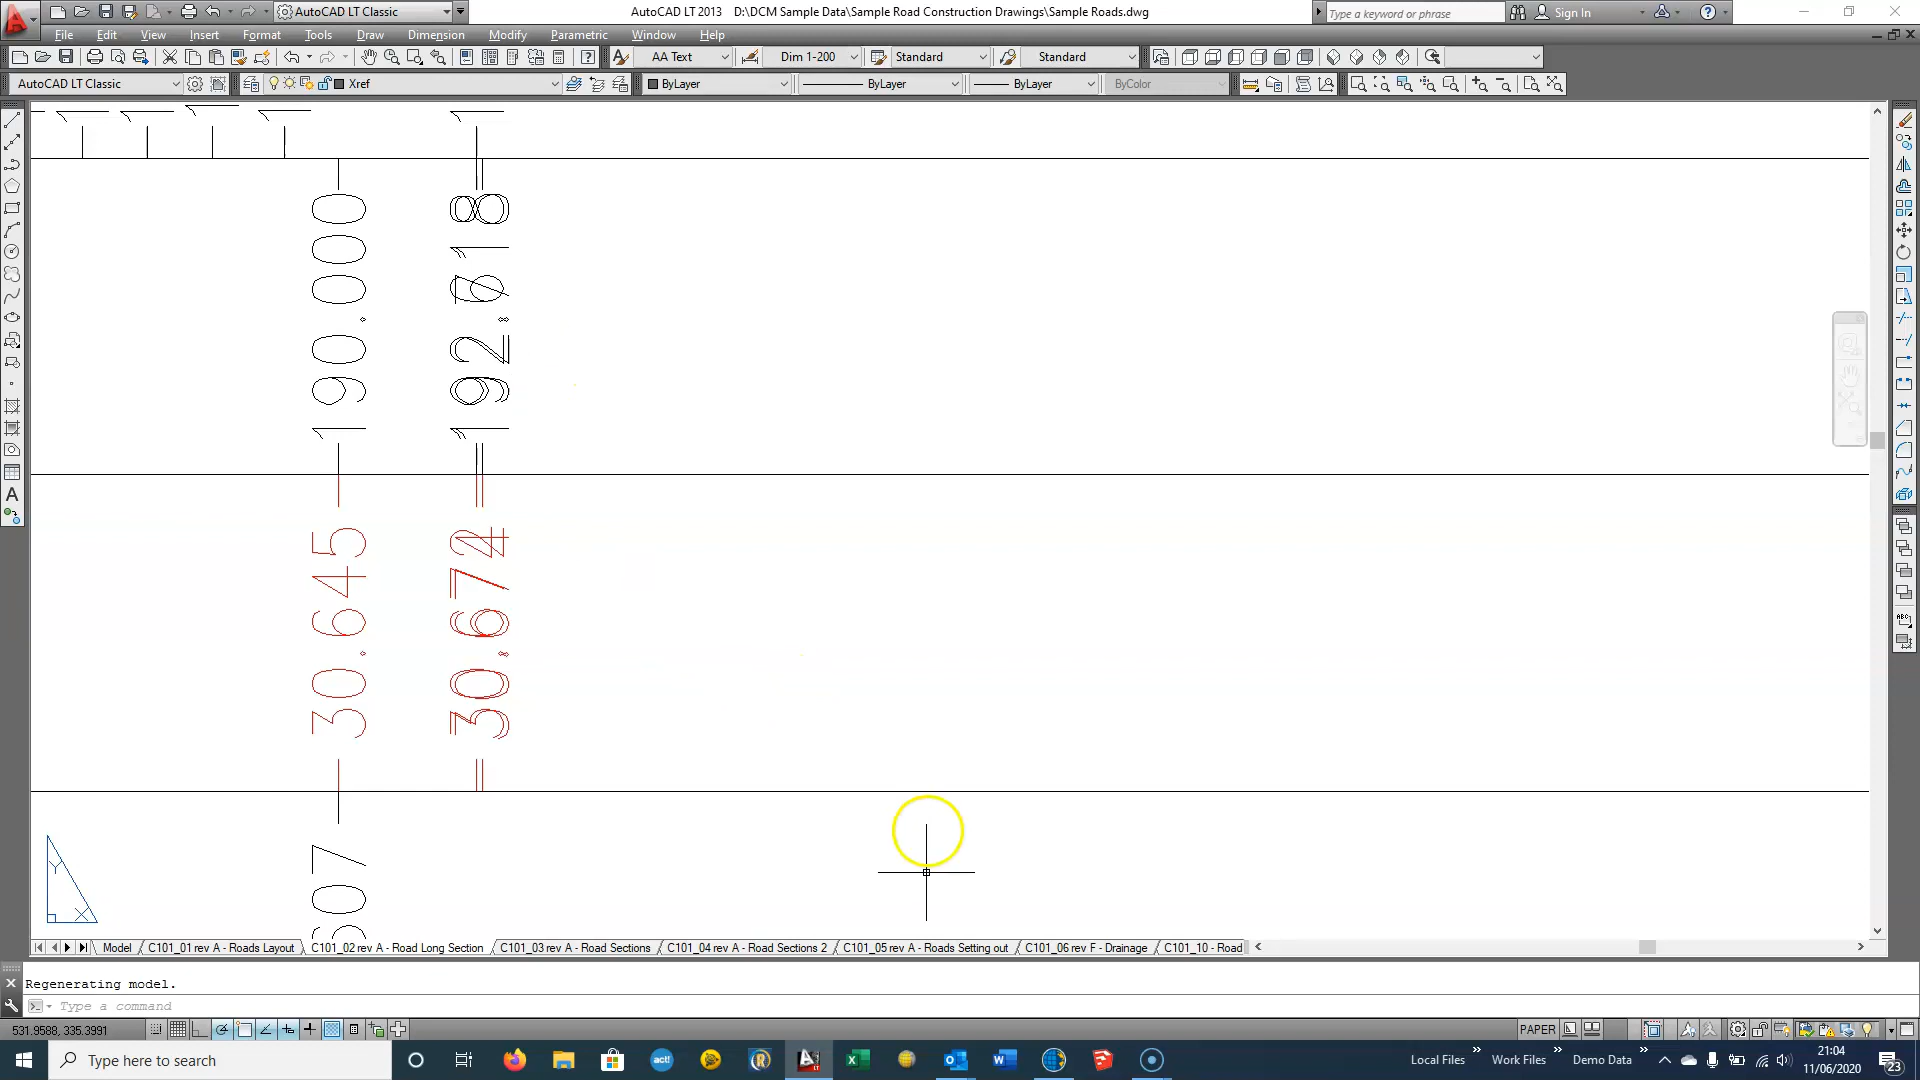 AutoCAD LT Classic
AutoCAD LT 2013 D:\DCM Sample Data\Sample Road Construction Drawings\Sample Roads.dwg
Type a keyword or phrase
Sign In
File Edit View Insert Format Tools Draw Dimension Modify Parametric Window Help
AA Text
Dim 1-200
Standard
Standard
AutoCAD LT Classic
Xref
ByLayer
ByLayer
ByLayer
ByColor
190.000
30.645
Y
X
Model
C101_01 rev A - Roads Layout
C101_02 rev A - Road Long Section
C101_03 rev A - Road Sections
C101_04 rev A - Road Sections 2
C101_05 rev A - Roads Setting out
C101_06 rev F - Drainage
C101_10 - Road
Regenerating model.
Type a command
531.9588, 335.3991
PAPER
Type here to search
act!
Local Files
Work Files
Demo Data
21:04
11/06/2020
23